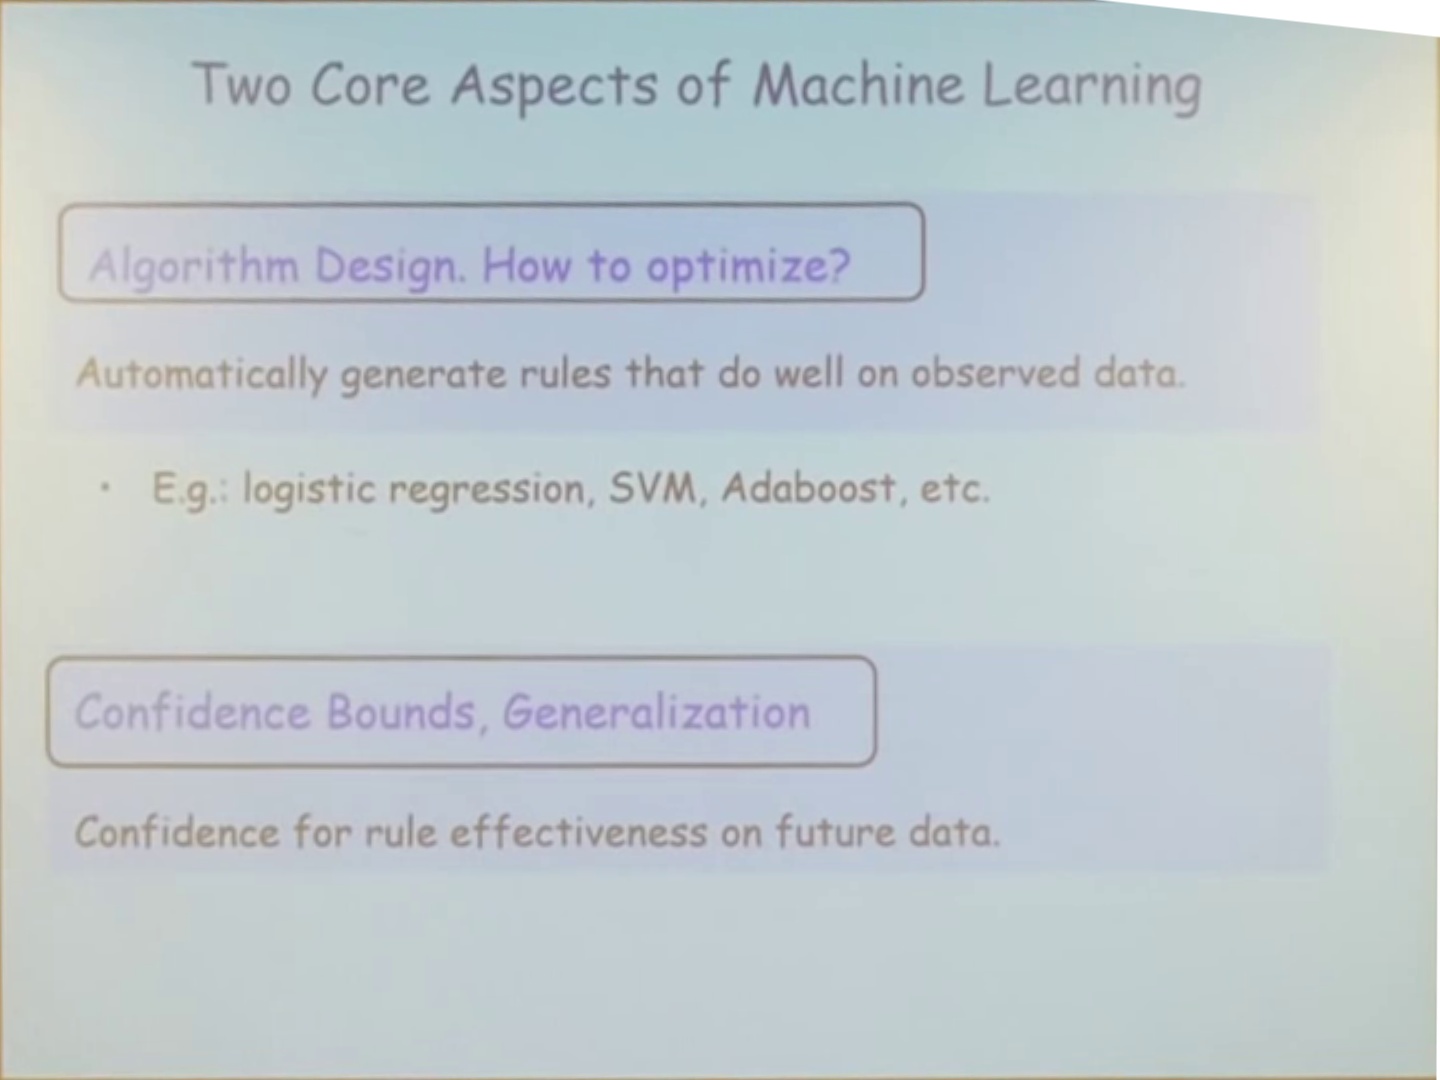 Two Core Aspects of Machine Learning
Algorithm Design. How to optimize?
Automatically generate rules that do well on observed data.
• E.g.: logistic regression, SVM, Adaboost, etc.
Confidence Bounds, Generalization
Confidence for rule effectiveness on future data.